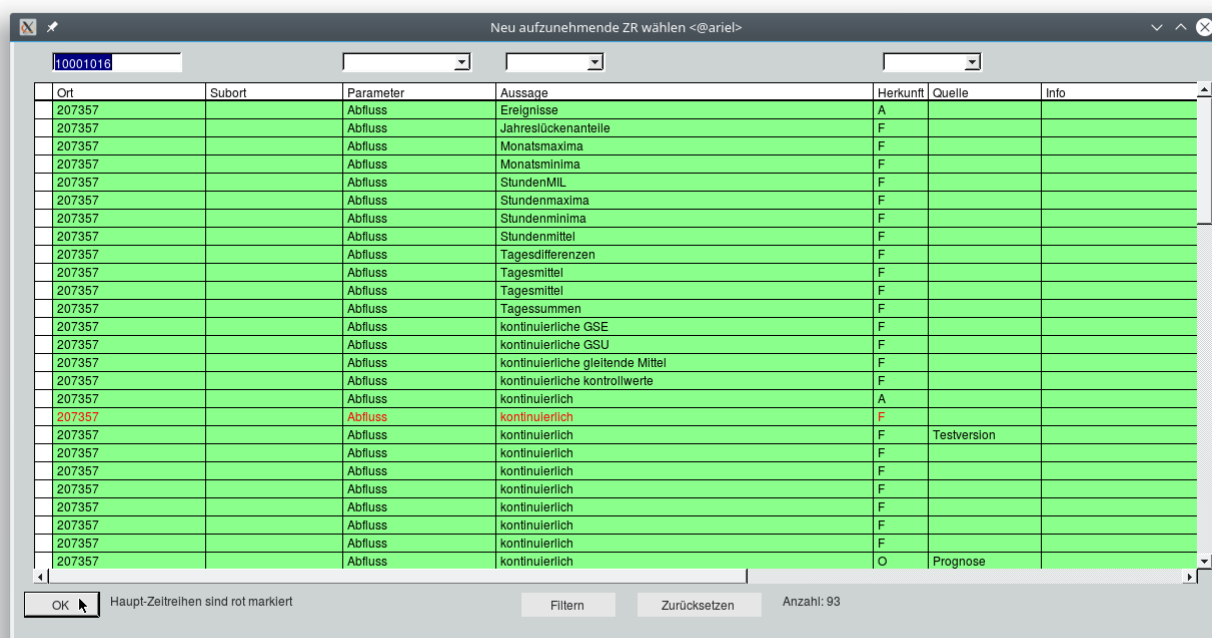 Neu aufzunehmende ZR wählen <@ariel>
10001016
Ort Subort Parameter Aussage Herkunft Quelle Info
207357 Abfluss Ereignisse A
207357 Abfluss Jahreslückenanteile F
207357 Abfluss Monatsmaxima F
207357 Abfluss Monatsminima F
207357 Abfluss StundenMIL F
207357 Abfluss Stundenmaxima F
207357 Abfluss Stundenminima F
207357 Abfluss Stundenmittel F
207357 Abfluss Tagesdifferenzen F
207357 Abfluss Tagesmittel F
207357 Abfluss Tagesmittel F
207357 Abfluss Tagessummen F
207357 Abfluss kontinuierliche GSE F
207357 Abfluss kontinuierliche GSU F
207357 Abfluss kontinuierliche gleitende Mittel F
207357 Abfluss kontinuierliche kontrollwerte F
207357 Abfluss kontinuierlich A
207357 Abfluss kontinuierlich F
207357 Abfluss kontinuierlich F Testversion
207357 Abfluss kontinuierlich F
207357 Abfluss kontinuierlich F
207357 Abfluss kontinuierlich F
207357 Abfluss kontinuierlich F
207357 Abfluss kontinuierlich F
207357 Abfluss kontinuierlich F
207357 Abfluss kontinuierlich O Prognose
OK Haupt-Zeitreihen sind rot markiert Filtern Zurücksetzen Anzahl: 93